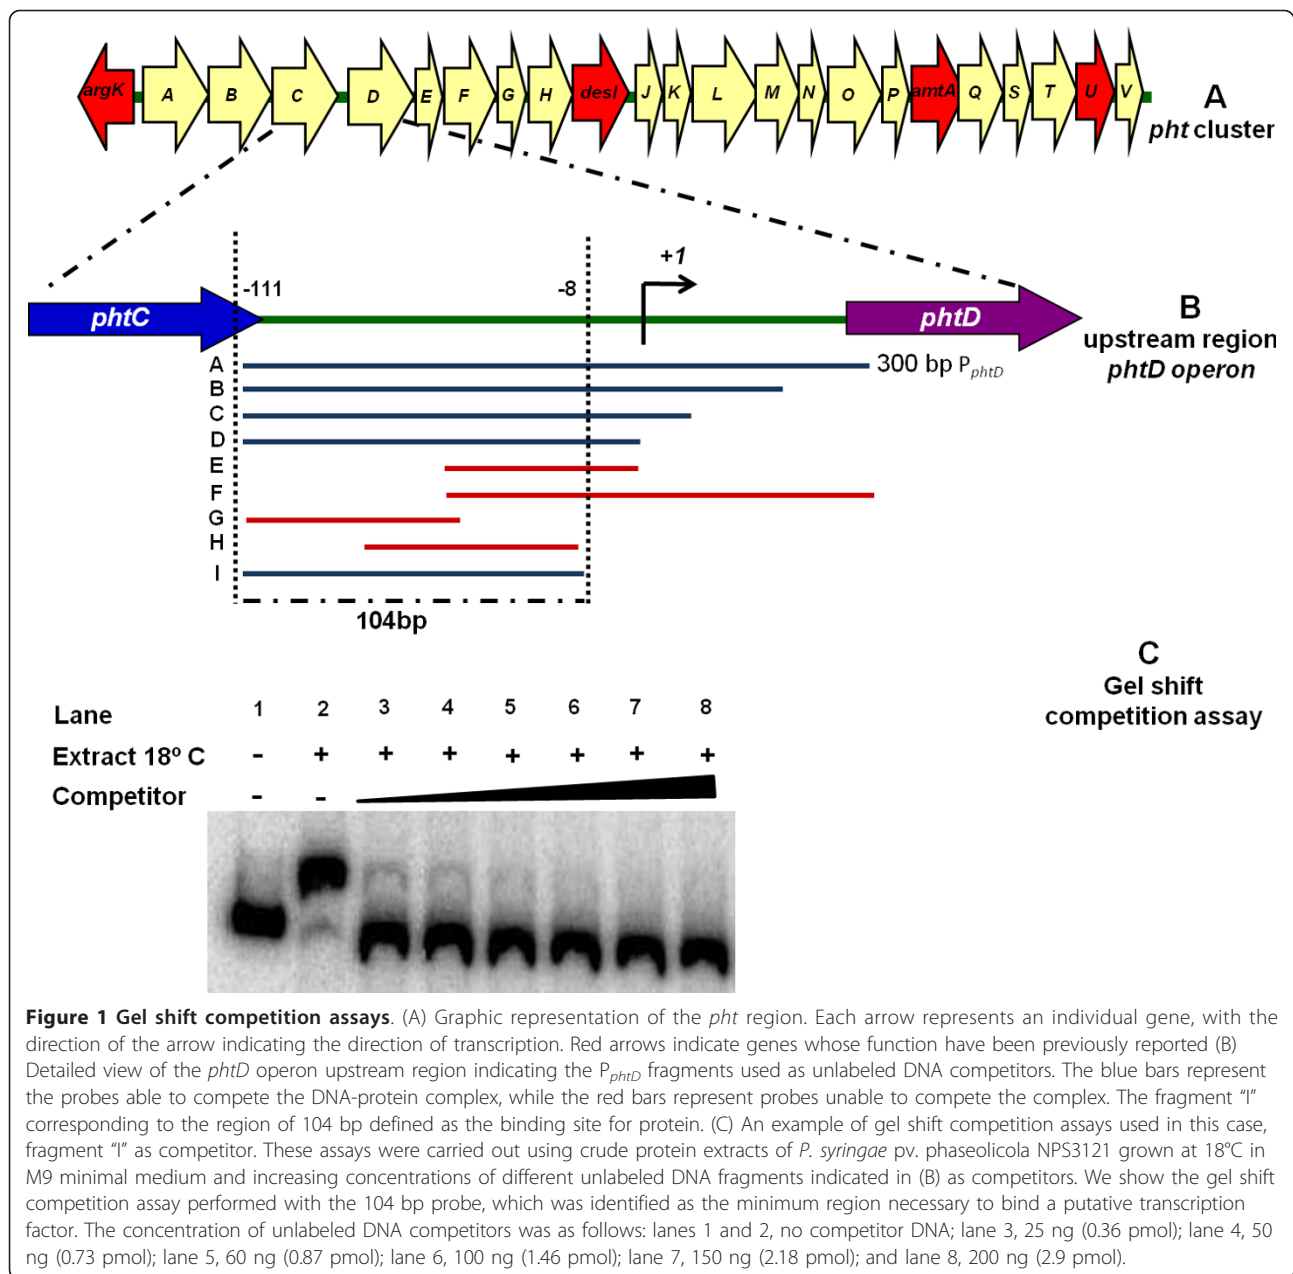 argK A B C D E F G H desI J K L M N O P amtA Q S T U V
A
pht cluster
+1
-111 -8
phtC phtD
B
upstream region
phtD operon
A 300 bp PphtD
B
C
D
E
F
G
H
I
104bp
C
Gel shift
competition assay
Lane 1 2 3 4 5 6 7 8
Extract 18º C - + + + + + + +
Competitor - -
Figure 1 Gel shift competition assays. (A) Graphic representation of the pht region. Each arrow represents an individual gene, with the
direction of the arrow indicating the direction of transcription. Red arrows indicate genes whose function have been previously reported (B)
Detailed view of the phtD operon upstream region indicating the PphtD fragments used as unlabeled DNA competitors. The blue bars represent
the probes able to compete the DNA-protein complex, while the red bars represent probes unable to compete the complex. The fragment “I”
corresponding to the region of 104 bp defined as the binding site for protein. (C) An example of gel shift competition assays used in this case,
fragment “I” as competitor. These assays were carried out using crude protein extracts of P. syringae pv. phaseolicola NPS3121 grown at 18°C in
M9 minimal medium and increasing concentrations of different unlabeled DNA fragments indicated in (B) as competitors. We show the gel shift
competition assay performed with the 104 bp probe, which was identified as the minimum region necessary to bind a putative transcription
factor. The concentration of unlabeled DNA competitors was as follows: lanes 1 and 2, no competitor DNA; lane 3, 25 ng (0.36 pmol); lane 4, 50
ng (0.73 pmol); lane 5, 60 ng (0.87 pmol); lane 6, 100 ng (1.46 pmol); lane 7, 150 ng (2.18 pmol); and lane 8, 200 ng (2.9 pmol).